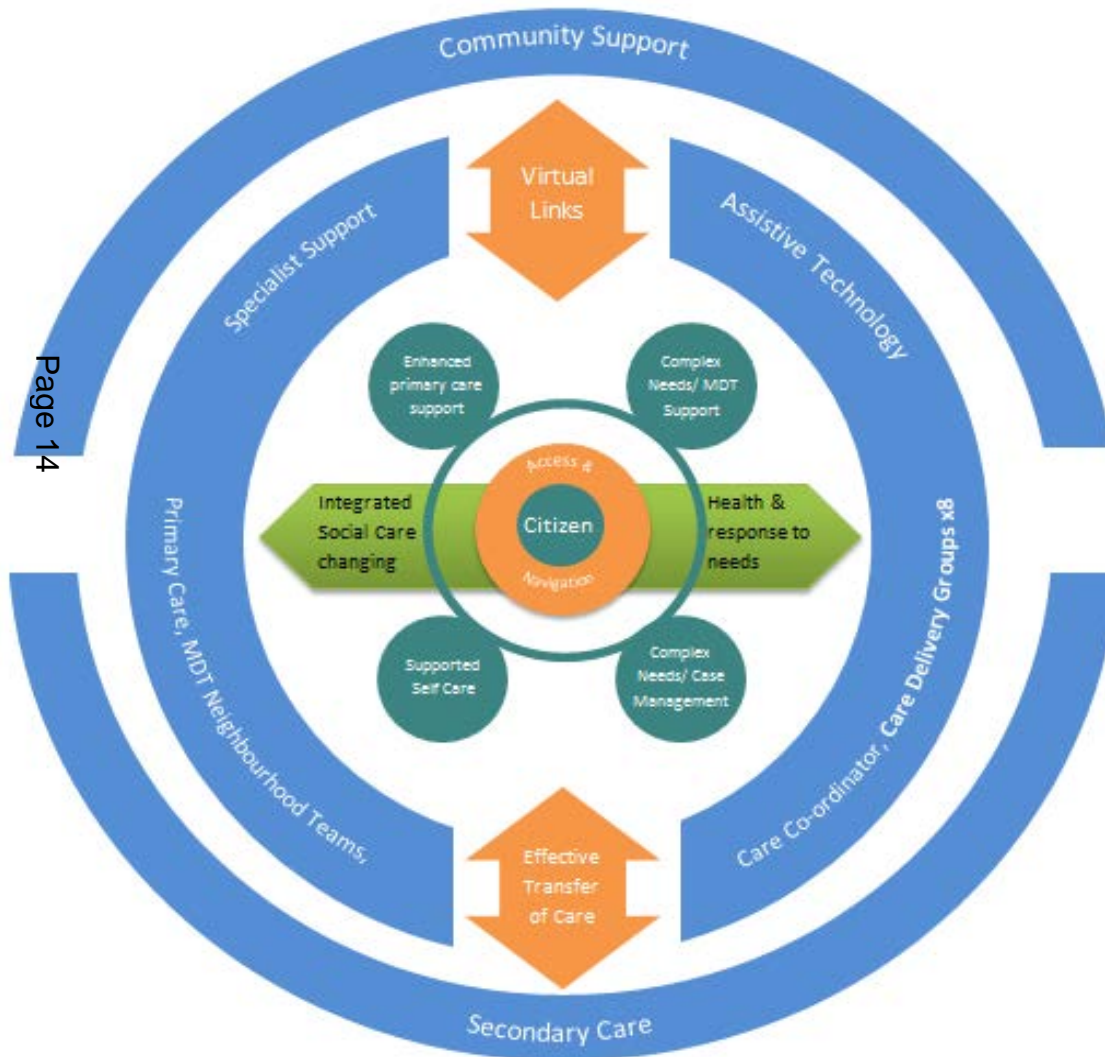 Community Support
Virtual
Links
Specialist Support
Assistive Technology
Page 14
Enhanced
primary care
support
Complex
Needs/ MDT
Support
Access &
Citizen
Navigation
Integrated
Social Care
changing
Health &
response to
needs
Supported
Self Care
Complex
Needs/ Case
Management
Primary Care, MDT Neighbourhood Teams,
Care Co-ordinator, Care Delivery Groups x8
Effective
Transfer
of Care
Secondary Care